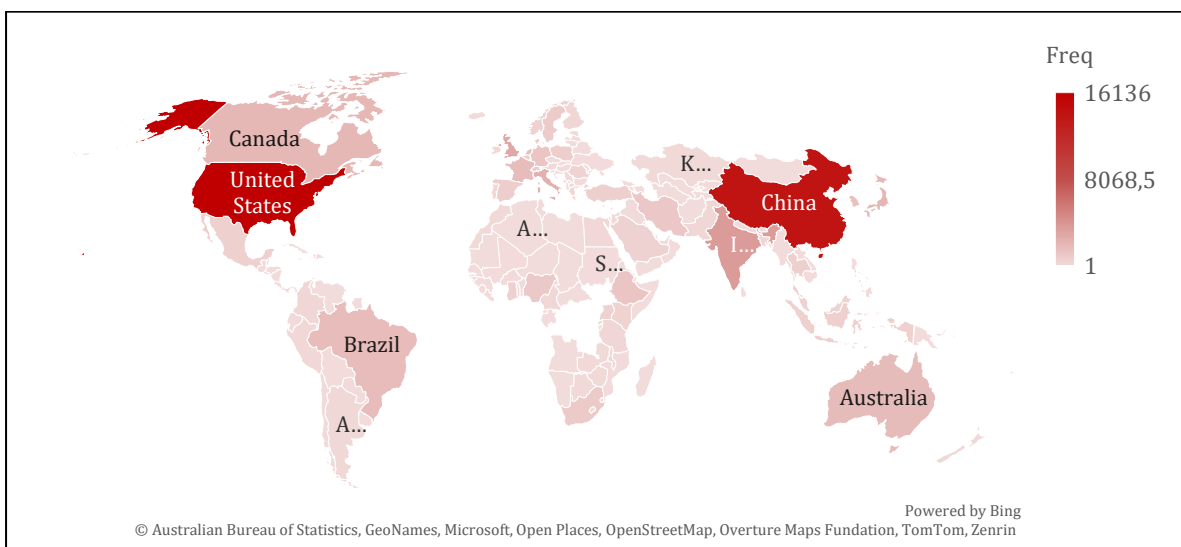 Freq
16136
8068,5
1
Canada
United
States
K...
China
A...
I...
S...
Brazil
Australia
A...
Powered by Bing
© Australian Bureau of Statistics, GeoNames, Microsoft, Open Places, OpenStreetMap, Overture Maps Fundation, TomTom, Zenrin